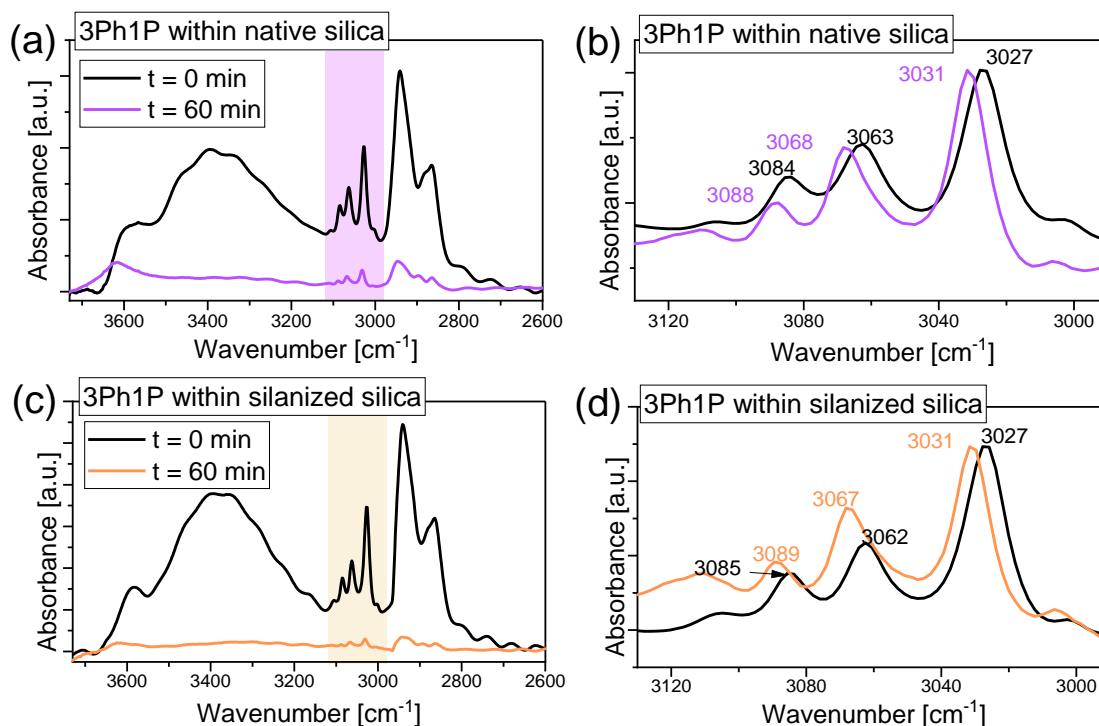 (a)
3Ph1P within native silica
t = 0 min
t = 60 min
Absorbance [a.u.]
3600 3400 3200 3000 2800 2600
Wavenumber [cm-1]
(b)
3Ph1P within native silica
3027
3031
3063
3068
3084
3088
Absorbance [a.u.]
3120 3080 3040 3000
Wavenumber [cm-1]
(c)
3Ph1P within silanized silica
t = 0 min
t = 60 min
Absorbance [a.u.]
3600 3400 3200 3000 2800 2600
Wavenumber [cm-1]
(d)
3Ph1P within silanized silica
3031
3027
3067
3062
3089
3085
Absorbance [a.u.]
3120 3080 3040 3000
Wavenumber [cm-1]